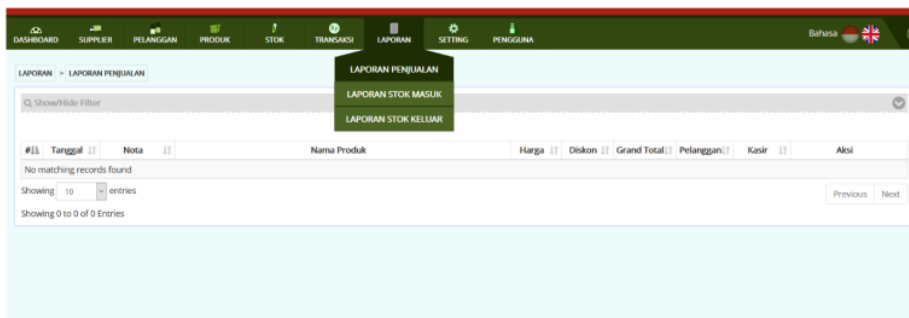 DASHBOARD SUPPLIER PELANGGAN PRODUK STOK TRANSAKSI LAPORAN SETTING PENGGUNA Bahasa
LAPORAN > LAPORAN PENJUALAN
LAPORAN PENJUALAN
LAPORAN STOK MASUK
LAPORAN STOK KELUAR
Show/Hide Filter
# Tanggal Nota Nama Produk Harga Diskon Grand Total Pelanggan Kasir Aksi
No matching records found
Showing 10 entries Previous Next
Showing 0 to 0 of 0 Entries